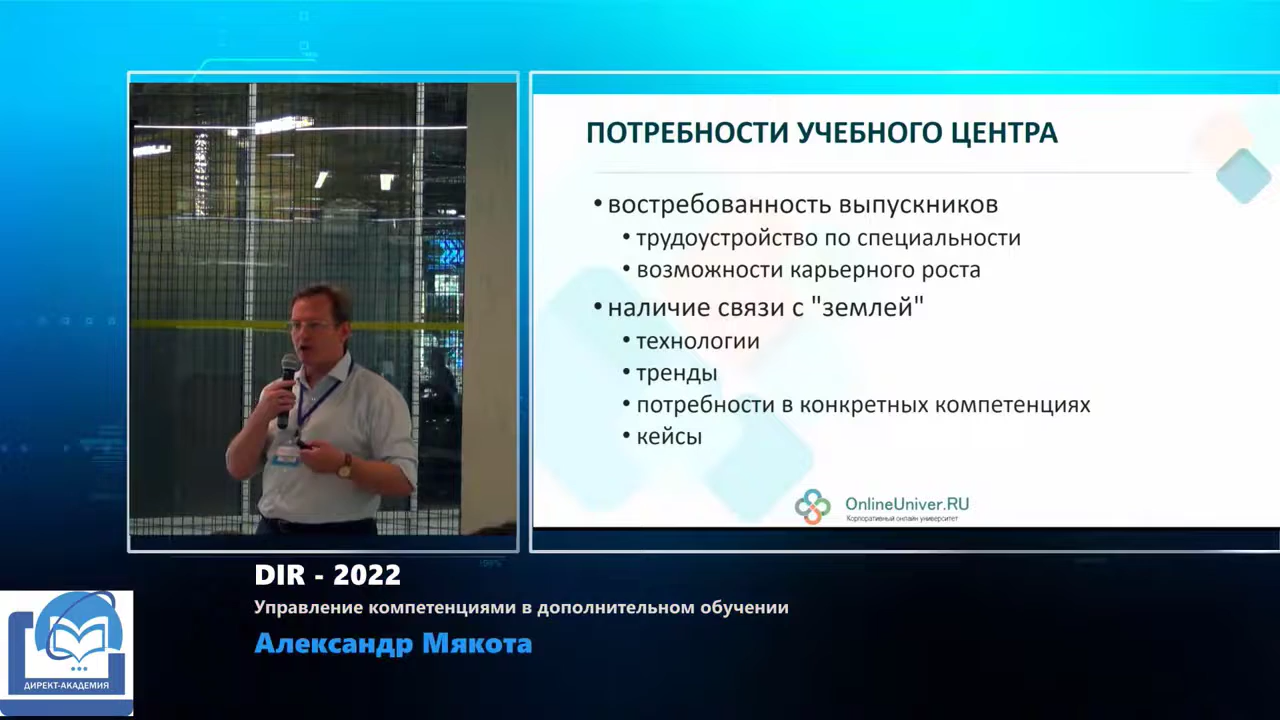 ПОТРЕБНОСТИ УЧЕБНОГО ЦЕНТРА
• востребованность выпускников
• трудоустройство по специальности
• возможности карьерного роста
• наличие связи с "землей"
• технологии
• тренды
• потребности в конкретных компетенциях
• кейсы
OnlineUniver.RU
Корпоративный онлайн университет
DIR - 2022
Управление компетенциями в дополнительном обучении
Александр Мякота
ДИРЕКТ-АКАДЕМИЯ